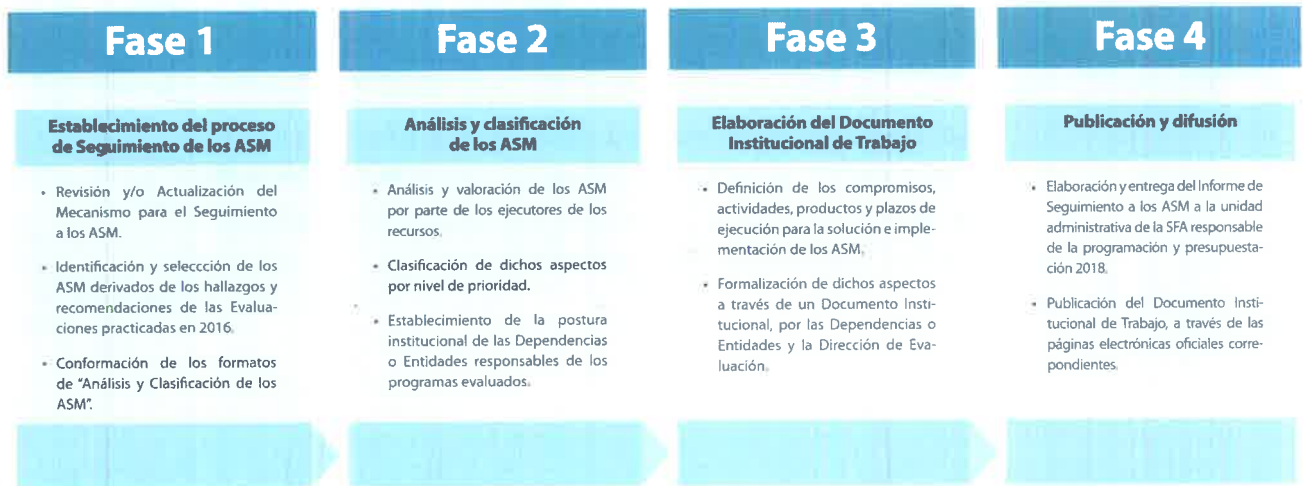 Fase 1
Establecimiento del proceso
de Seguimiento de los ASM
• Revisión y/o Actualización del
Mecanismo para el Seguimiento
a los ASM.
• Identificación y seleccción de los
ASM derivados de los hallazgos y
recomendaciones de las Evalua-
ciones practicadas en 2016.
• Conformación de los formatos
de "Análisis y Clasificación de los
ASM".
Fase 2
Análisis y clasificación
de los ASM
• Análisis y valoración de los ASM
por parte de los ejecutores de los
recursos.
• Clasificación de dichos aspectos
por nivel de prioridad.
• Establecimiento de la postura
institucional de las Dependencias
o Entidades responsables de los
programas evaluados.
Fase 3
Elaboración del Documento
Institucional de Trabajo
• Definición de los compromisos,
actividades, productos y plazos de
ejecución para la solución e imple-
mentación de los ASM.
• Formalización de dichos aspectos
a través de un Documento Insti-
tucional, por las Dependencias o
Entidades y la Dirección de Eva-
luación.
Fase 4
Publicación y difusión
• Elaboración y entrega del Informe de
Seguimiento a los ASM a la unidad
administrativa de la SFA responsable
de la programación y presupuesta-
ción 2018.
• Publicación del Documento Insti-
tucional de Trabajo, a través de las
páginas electrónicas oficiales corre-
pondientes.